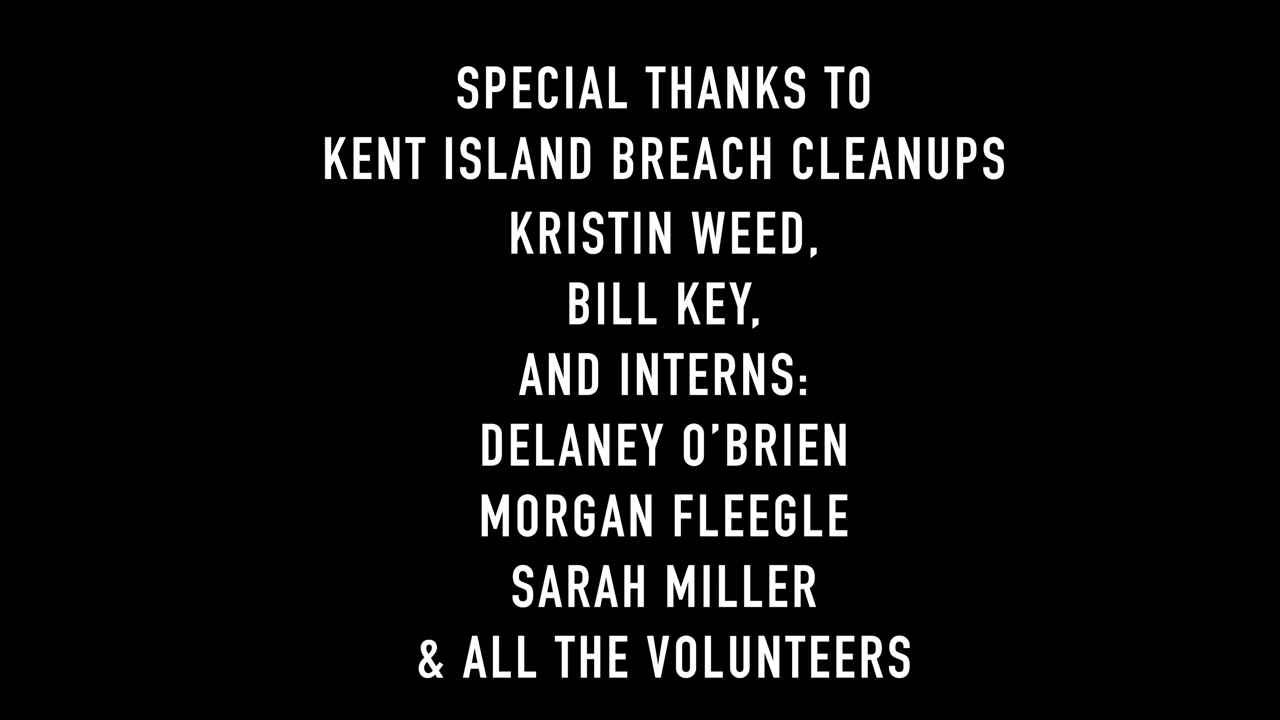 SPECIAL THANKS TO
KENT ISLAND BREACH CLEANUPS
KRISTIN WEED,
BILL KEY,
AND INTERNS:
DELANEY O’BRIEN
MORGAN FLEEGLE
SARAH MILLER
& ALL THE VOLUNTEERS